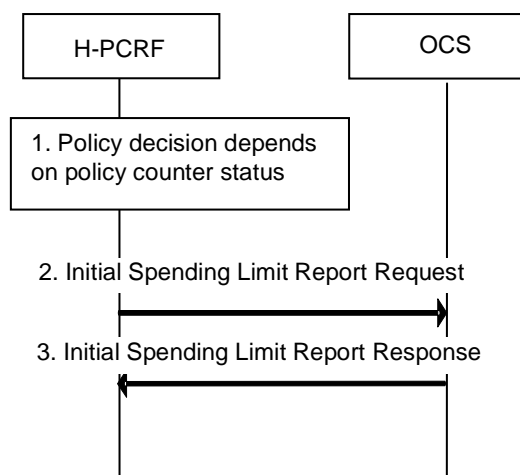 H-PCRF
OCS
1. Policy decision depends
on policy counter status
2. Initial Spending Limit Report Request
3. Initial Spending Limit Report Response